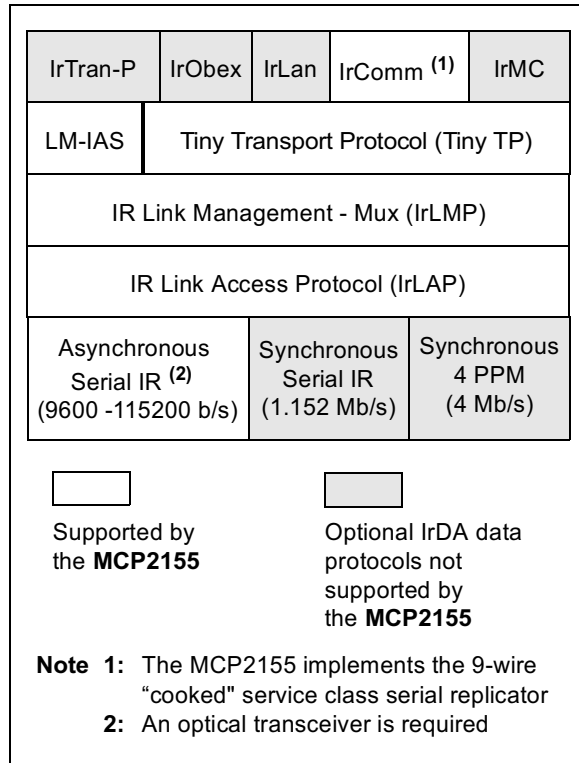 IrTran-P IrObex IrLan IrComm (1) IrMC
LM-IAS Tiny Transport Protocol (Tiny TP)
IR Link Management - Mux (IrLMP)
IR Link Access Protocol (IrLAP)
Asynchronous
Serial IR (2)
(9600 -115200 b/s)
Synchronous
Serial IR
(1.152 Mb/s)
Synchronous
4 PPM
(4 Mb/s)
Supported by
the MCP2155
Optional IrDA data
protocols not
supported by
the MCP2155
Note 1: The MCP2155 implements the 9-wire
“cooked" service class serial replicator
2: An optical transceiver is required